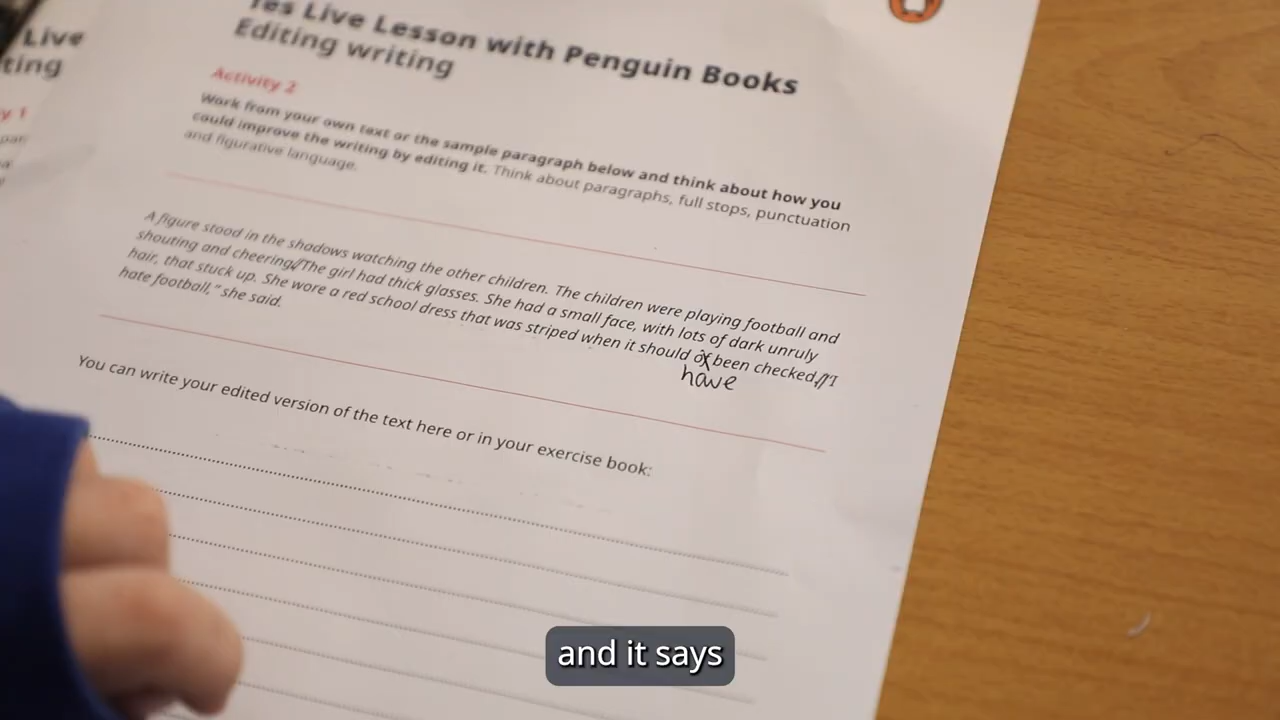 Tes Live Lesson with Penguin Books
Editing writing
Activity 2
Work from your own text or the sample paragraph below and think about how you
could improve the writing by editing it. Think about paragraphs, full stops, punctuation
and figurative language.
A figure stood in the shadows watching the other children. The children were playing football and
shouting and cheering.//The girl had thick glasses. She had a small face, with lots of dark unruly
hair, that stuck up. She wore a red school dress that was striped when it should of been checked.//"I
have
hate football," she said.
You can write your edited version of the text here or in your exercise book:
Live
ting
y 1
and it says